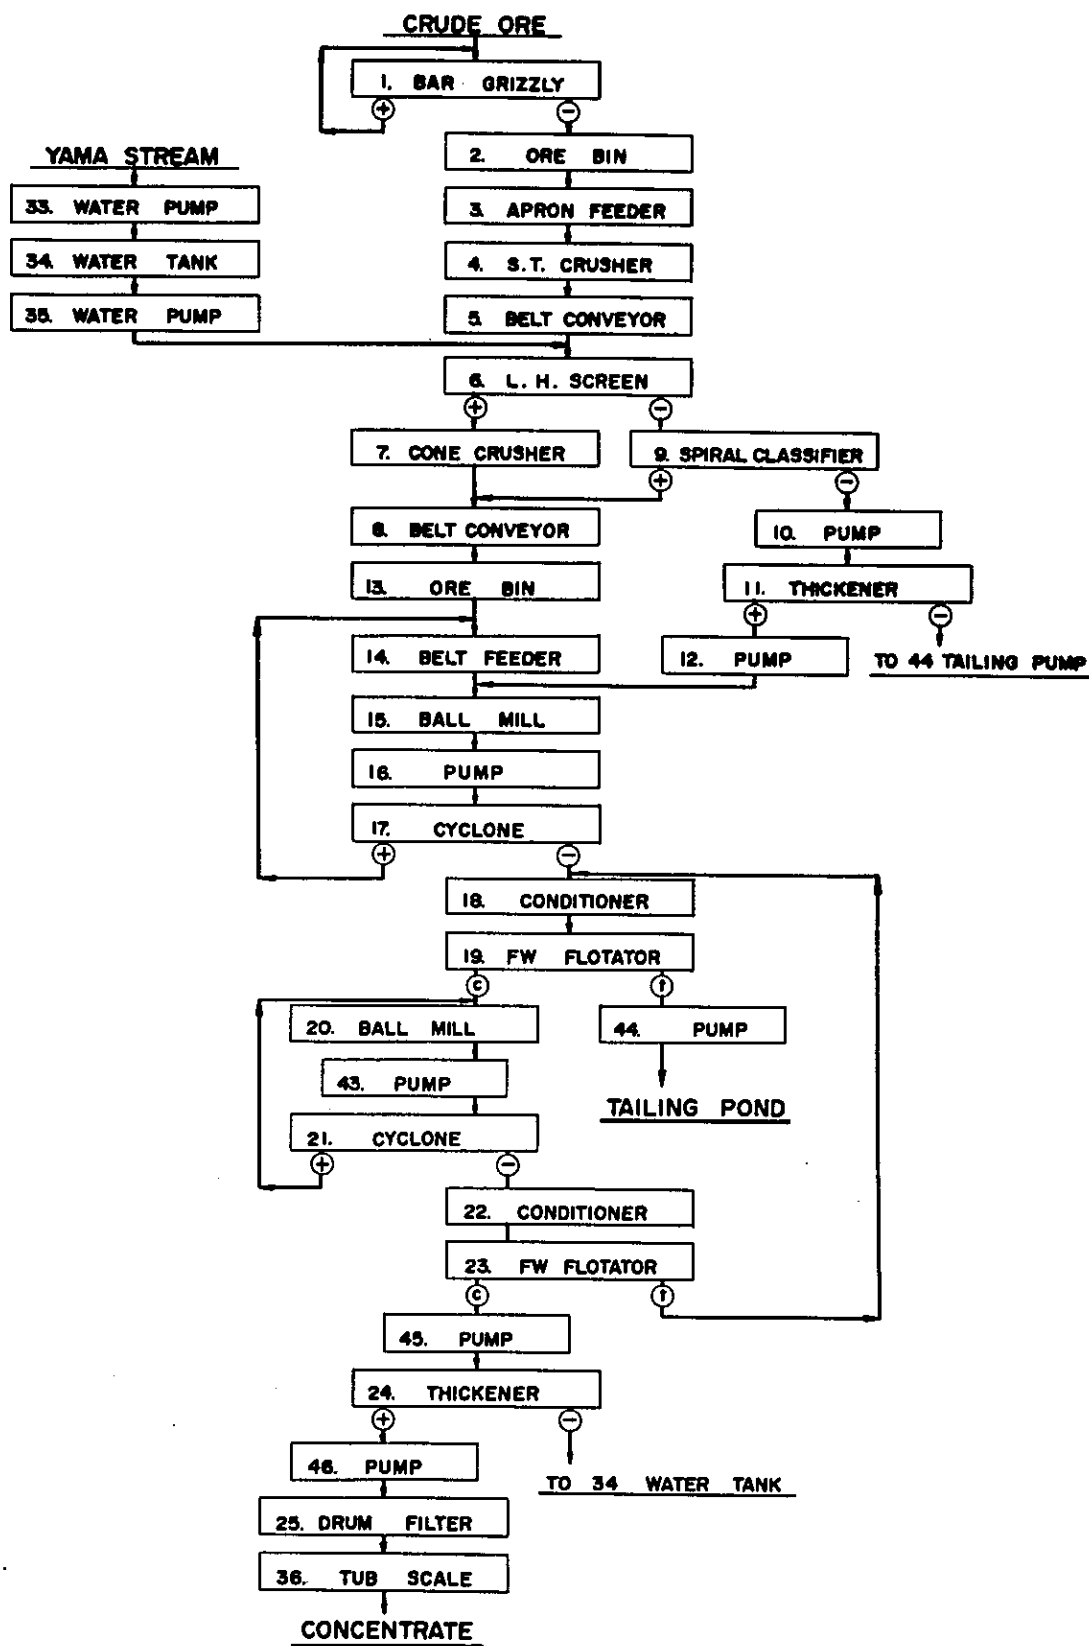 CRUDE ORE
1. BAR GRIZZLY
+ −
2. ORE BIN
YAMA STREAM
33. WATER PUMP
3. APRON FEEDER
34. WATER TANK
4. S.T. CRUSHER
35. WATER PUMP
5. BELT CONVEYOR
6. L. H. SCREEN
+ −
7. CONE CRUSHER
9. SPIRAL CLASSIFIER
+ −
8. BELT CONVEYOR
10. PUMP
13. ORE BIN
11. THICKENER
+ −
14. BELT FEEDER
12. PUMP
TO 44 TAILING PUMP
15. BALL MILL
16. PUMP
17. CYCLONE
+ −
18. CONDITIONER
19. FW FLOTATOR
c t
20. BALL MILL
44. PUMP
43. PUMP
TAILING POND
21. CYCLONE
+ −
22. CONDITIONER
23. FW FLOTATOR
c t
45. PUMP
24. THICKENER
+ −
46. PUMP
TO 34 WATER TANK
25. DRUM FILTER
36. TUB SCALE
CONCENTRATE